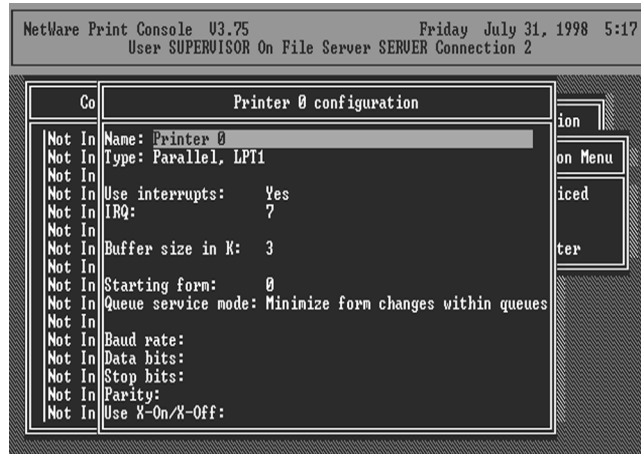 NetWare Print Console V3.75 Friday July 31, 1998 5:17
User SUPERVISOR On File Server SERVER Connection 2
Co Printer 0 configuration
ion
Not In Name: Printer 0
Not In Type: Parallel, LPT1 on Menu
Not In
Not In Use interrupts: Yes iced
Not In IRQ: 7
Not In
Not In Buffer size in K: 3 ter
Not In
Not In Starting form: 0
Not In Queue service mode: Minimize form changes within queues
Not In
Not In Baud rate:
Not In Data bits:
Not In Stop bits:
Not In Parity:
Not In Use X-On/X-Off: